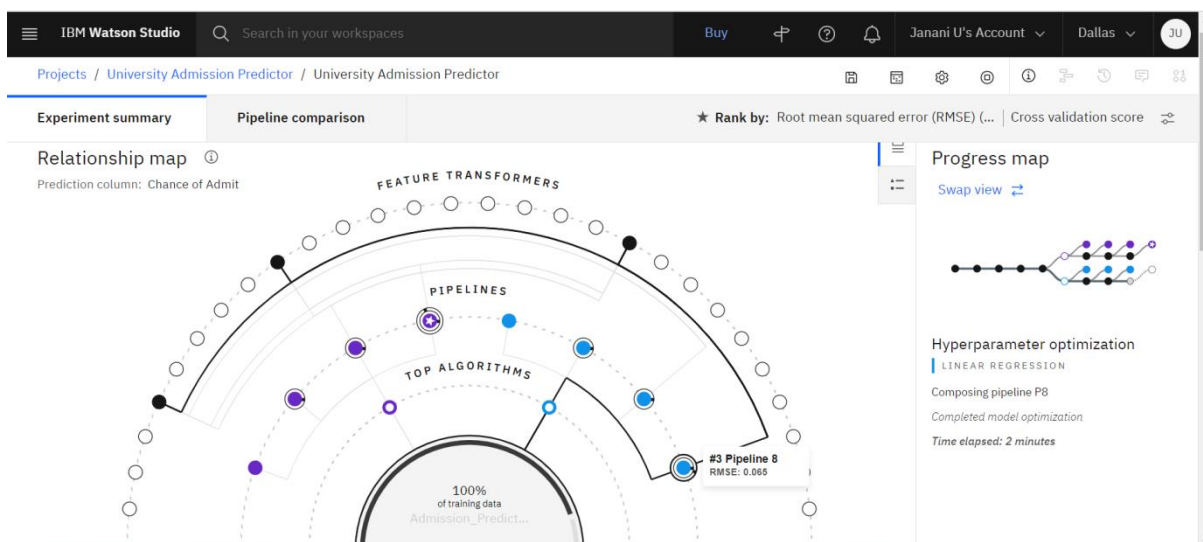 IBM Watson Studio
Search in your workspaces
Buy
Janani U's Account
Dallas
JU
Projects / University Admission Predictor / University Admission Predictor
Experiment summary
Pipeline comparison
★ Rank by: Root mean squared error (RMSE) (... | Cross validation score
Relationship map
Prediction column: Chance of Admit
FEATURE TRANSFORMERS
PIPELINES
TOP ALGORITHMS
#3 Pipeline 8
RMSE: 0.065
100%
of training data
Admission_Predict...
Progress map
Swap view
Hyperparameter optimization
LINEAR REGRESSION
Composing pipeline P8
Completed model optimization
Time elapsed: 2 minutes